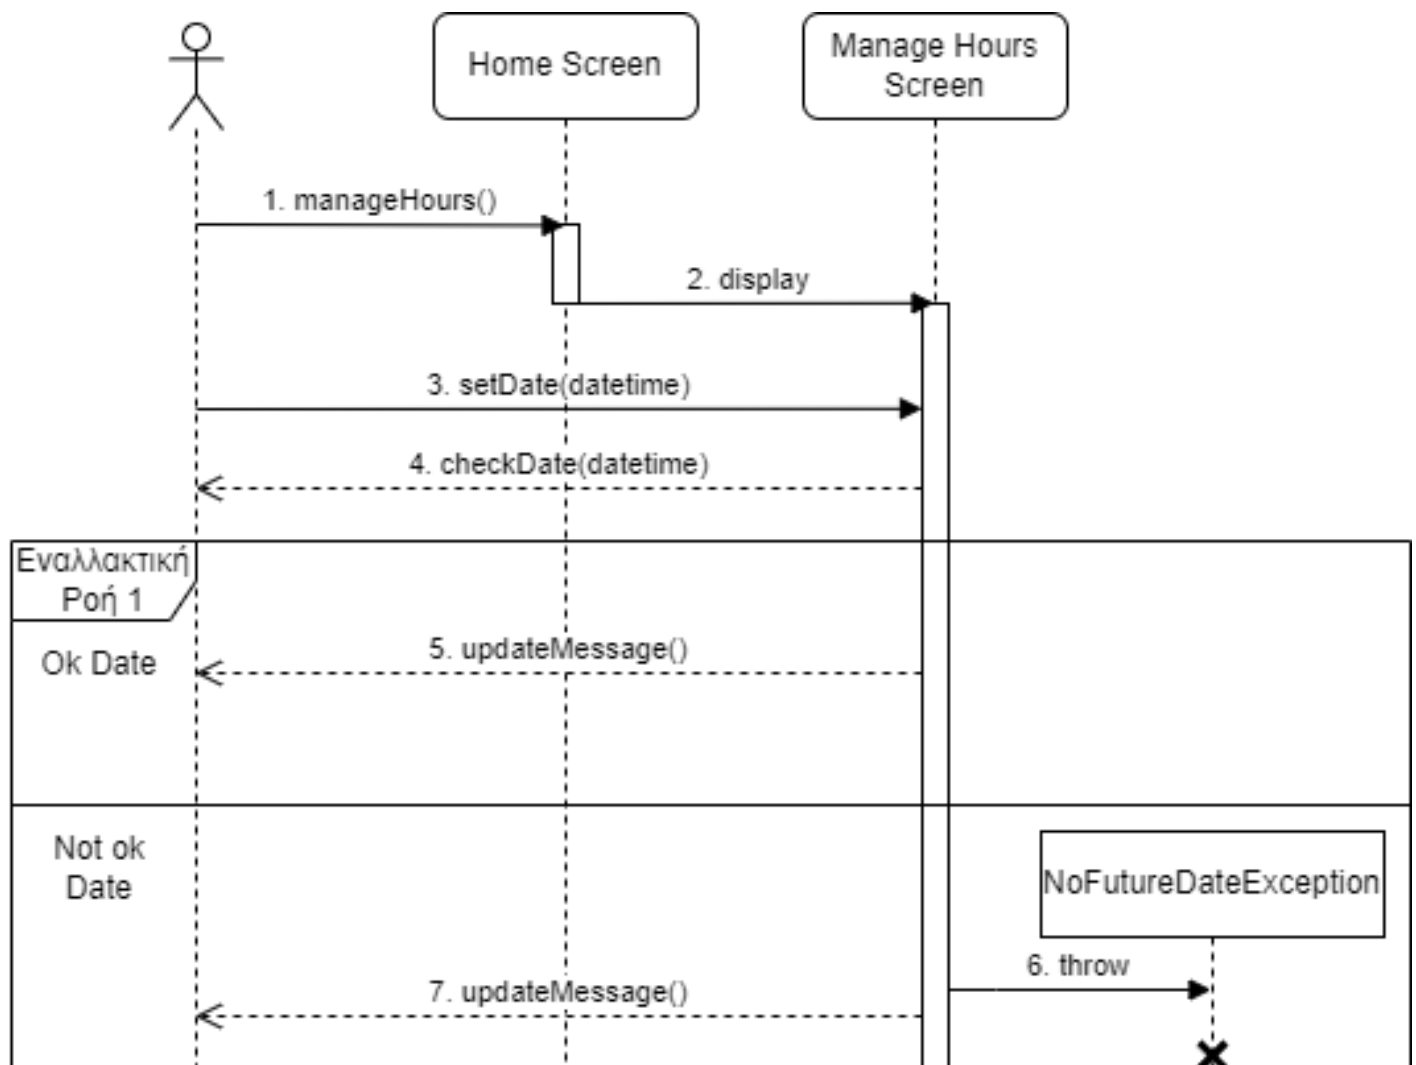 Home Screen
Manage Hours
Screen
1. manageHours()
2. display
3. setDate(datetime)
4. checkDate(datetime)
Εναλλακτική
Ροή 1
Ok Date
5. updateMessage()
Not ok
Date
NoFutureDateException
6. throw
7. updateMessage()